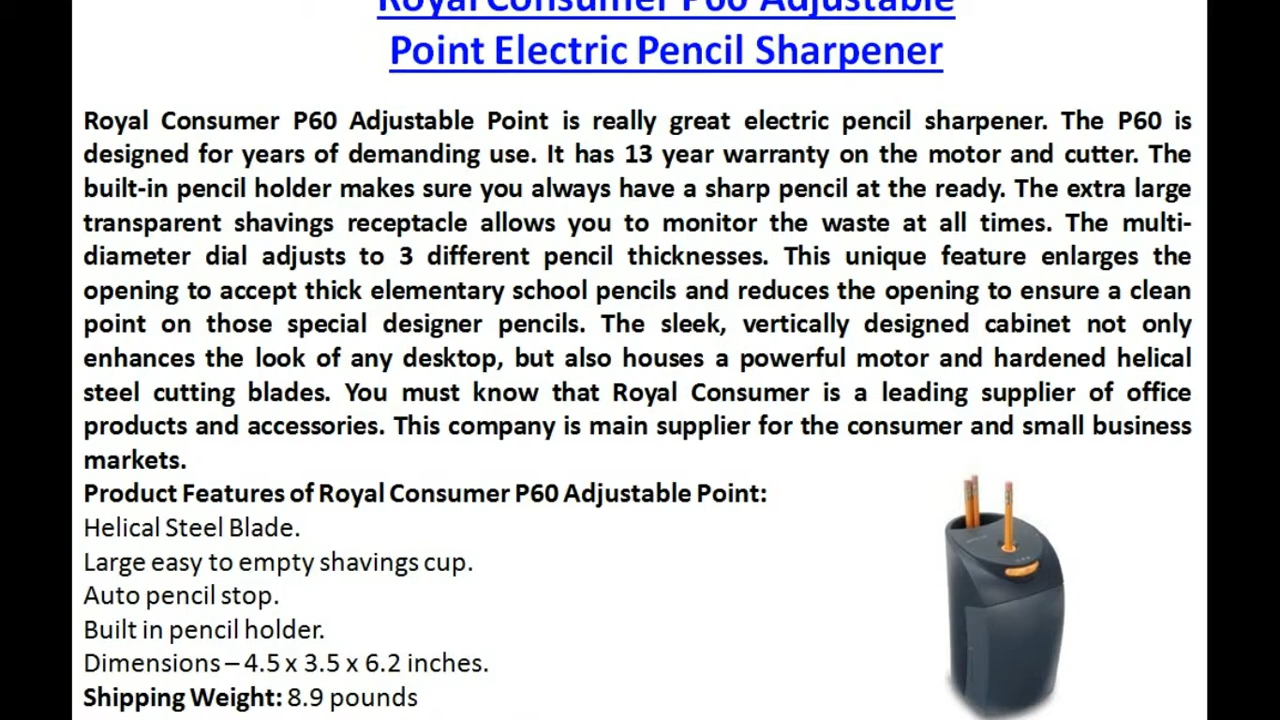 Royal Consumer P60 Adjustable
Point Electric Pencil Sharpener
Royal Consumer P60 Adjustable Point is really great electric pencil sharpener. The P60 is
designed for years of demanding use. It has 13 year warranty on the motor and cutter. The
built-in pencil holder makes sure you always have a sharp pencil at the ready. The extra large
transparent shavings receptacle allows you to monitor the waste at all times. The multi-
diameter dial adjusts to 3 different pencil thicknesses. This unique feature enlarges the
opening to accept thick elementary school pencils and reduces the opening to ensure a clean
point on those special designer pencils. The sleek, vertically designed cabinet not only
enhances the look of any desktop, but also houses a powerful motor and hardened helical
steel cutting blades. You must know that Royal Consumer is a leading supplier of office
products and accessories. This company is main supplier for the consumer and small business
markets.
Product Features of Royal Consumer P60 Adjustable Point:
Helical Steel Blade.
Large easy to empty shavings cup.
Auto pencil stop.
Built in pencil holder.
Dimensions – 4.5 x 3.5 x 6.2 inches.
Shipping Weight: 8.9 pounds